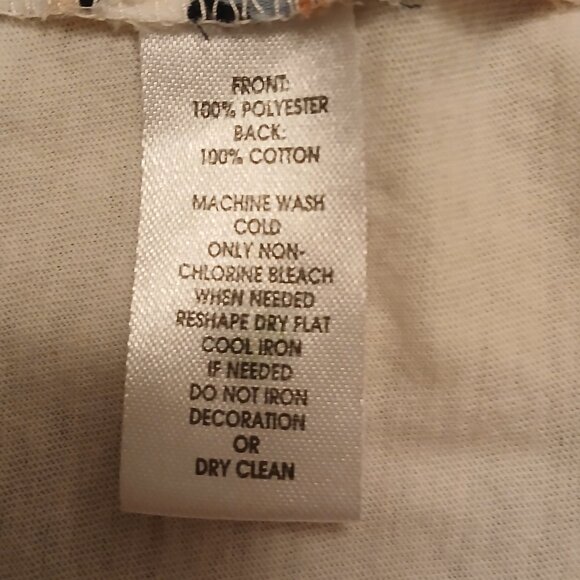 FRONT:
100% POLYESTER
BACK:
100% COTTON
MACHINE WASH
COLD
ONLY NON-
CHLORINE BLEACH
WHEN NEEDED
RESHAPE DRY FLAT
COOL IRON
IF NEEDED
DO NOT IRON
DECORATION
OR
DRY CLEAN